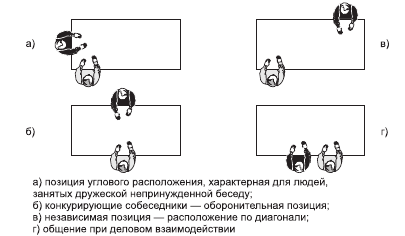 а)
в)
б)
г)
а) позиция углового расположения, характерная для людей,
занятых дружеской непринужденной беседу;
б) конкурирующие собеседники — оборонительная позиция;
в) независимая позиция — расположение по диагонали;
г) общение при деловом взаимодействии